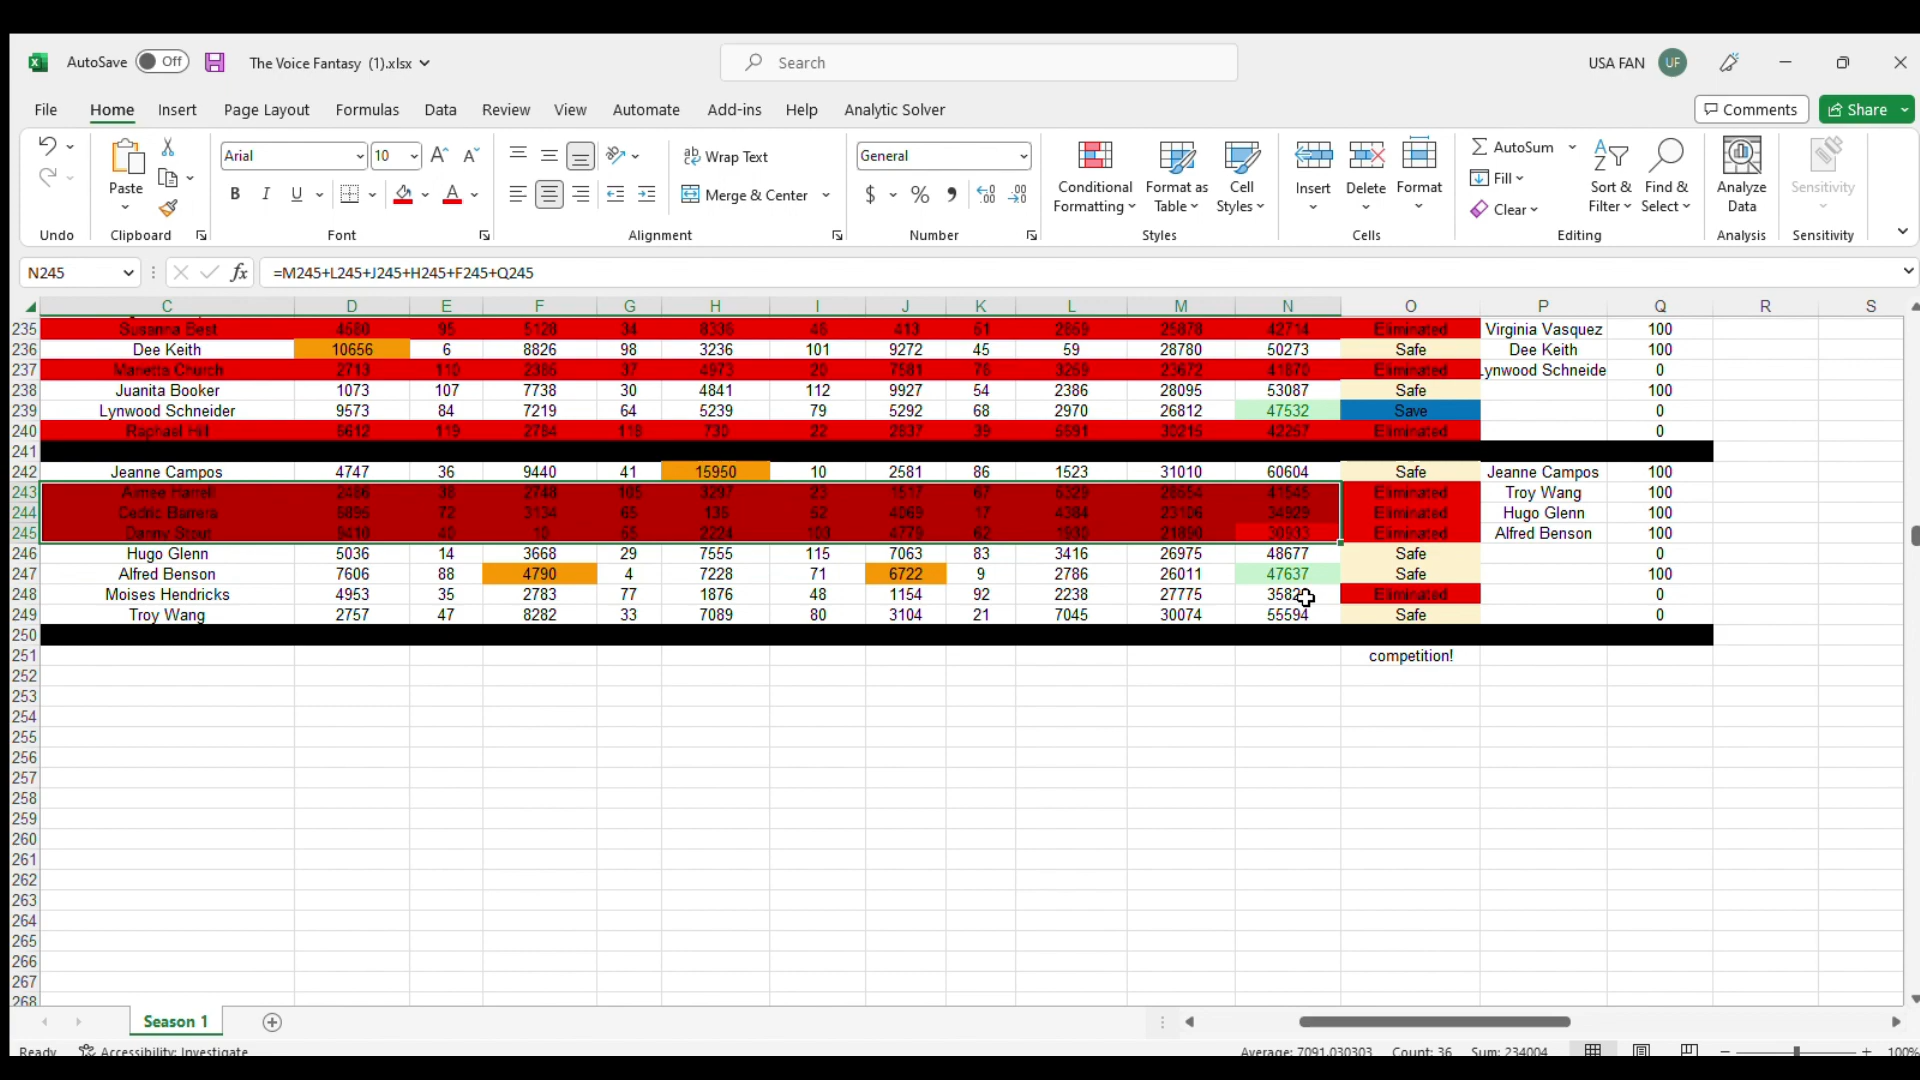 AutoSave Off The Voice Fantasy (1).xlsx Search USA FAN UF
File Home Insert Page Layout Formulas Data Review View Automate Add-ins Help Analytic Solver Comments Share
Arial 10 Wrap Text General AutoSum
Paste Conditional Format as Cell Insert Delete Format Fill Sort & Find & Analyze Sensitivity
B I U Merge & Center $ % Formatting Table Styles Clear Filter Select Data
Undo Clipboard Font Alignment Number Styles Cells Editing Analysis Sensitivity
N245 fx =M245+L245+J245+H245+F245+Q245
C D E F G H I J K L M N O P Q R S
235 Susanna Best 4680 95 5128 34 8336 46 413 61 2869 25878 42714 Eliminated Virginia Vasquez 100
236 Dee Keith 10656 6 8826 98 3236 101 9272 45 59 28780 50273 Safe Dee Keith 100
237 Marietta Church 2713 110 2386 37 4973 20 7581 76 3269 23672 41870 Eliminated Lynwood Schneide 0
238 Juanita Booker 1073 107 7738 30 4841 112 9927 54 2386 28095 53087 Safe 100
239 Lynwood Schneider 9573 84 7219 64 5239 79 5292 68 2970 26812 47532 Save 0
240 Raphael Hill 5612 119 2784 118 730 22 2837 39 5591 30215 42257 Eliminated 0
241
242 Jeanne Campos 4747 36 9440 41 15950 10 2581 86 1523 31010 60604 Safe Jeanne Campos 100
243 Aimee Harrell 2486 38 2748 105 3297 23 1517 67 5329 28654 41545 Eliminated Troy Wang 100
244 Cedric Barrera 5895 72 3134 65 136 52 4069 17 4384 23106 34929 Eliminated Hugo Glenn 100
245 Danny Stout 9410 40 10 55 2224 103 4779 62 1930 21890 30933 Eliminated Alfred Benson 100
246 Hugo Glenn 5036 14 3668 29 7555 115 7063 83 3416 26975 48677 Safe 0
247 Alfred Benson 7606 88 4790 4 7228 71 6722 9 2786 26011 47637 Safe 100
248 Moises Hendricks 4953 35 2783 77 1876 48 1154 92 2238 27775 Eliminated 0
249 Troy Wang 2757 47 8282 33 7089 80 3104 21 7045 30074 55594 Safe 0
250
251 competition!
252
253
254
255
256
257
258
259
260
261
262
263
264
265
266
267
268
Season 1
Ready Accessibility: Investigate Average: 7091.030303 Count: 36 Sum: 234004 100%